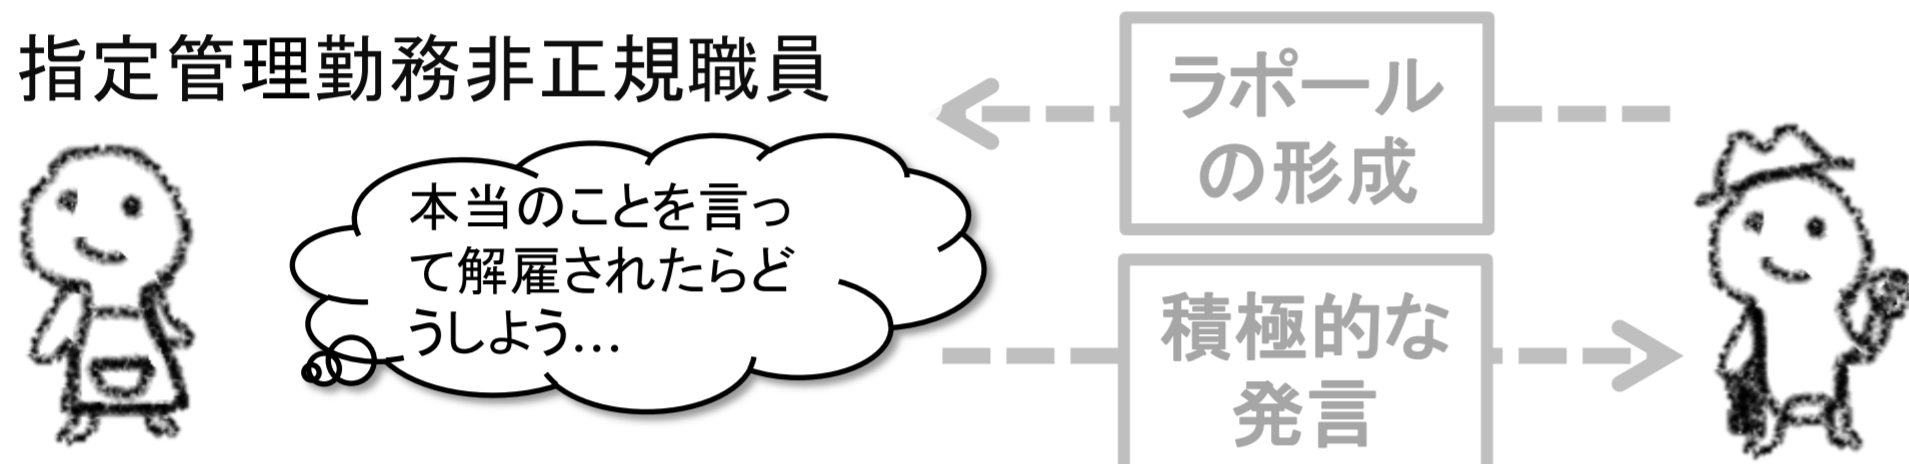 指定管理勤務非正規職員
本当のことを言っ
て解雇されたらど
うしよう…
ラポール
の形成
積極的な
発言